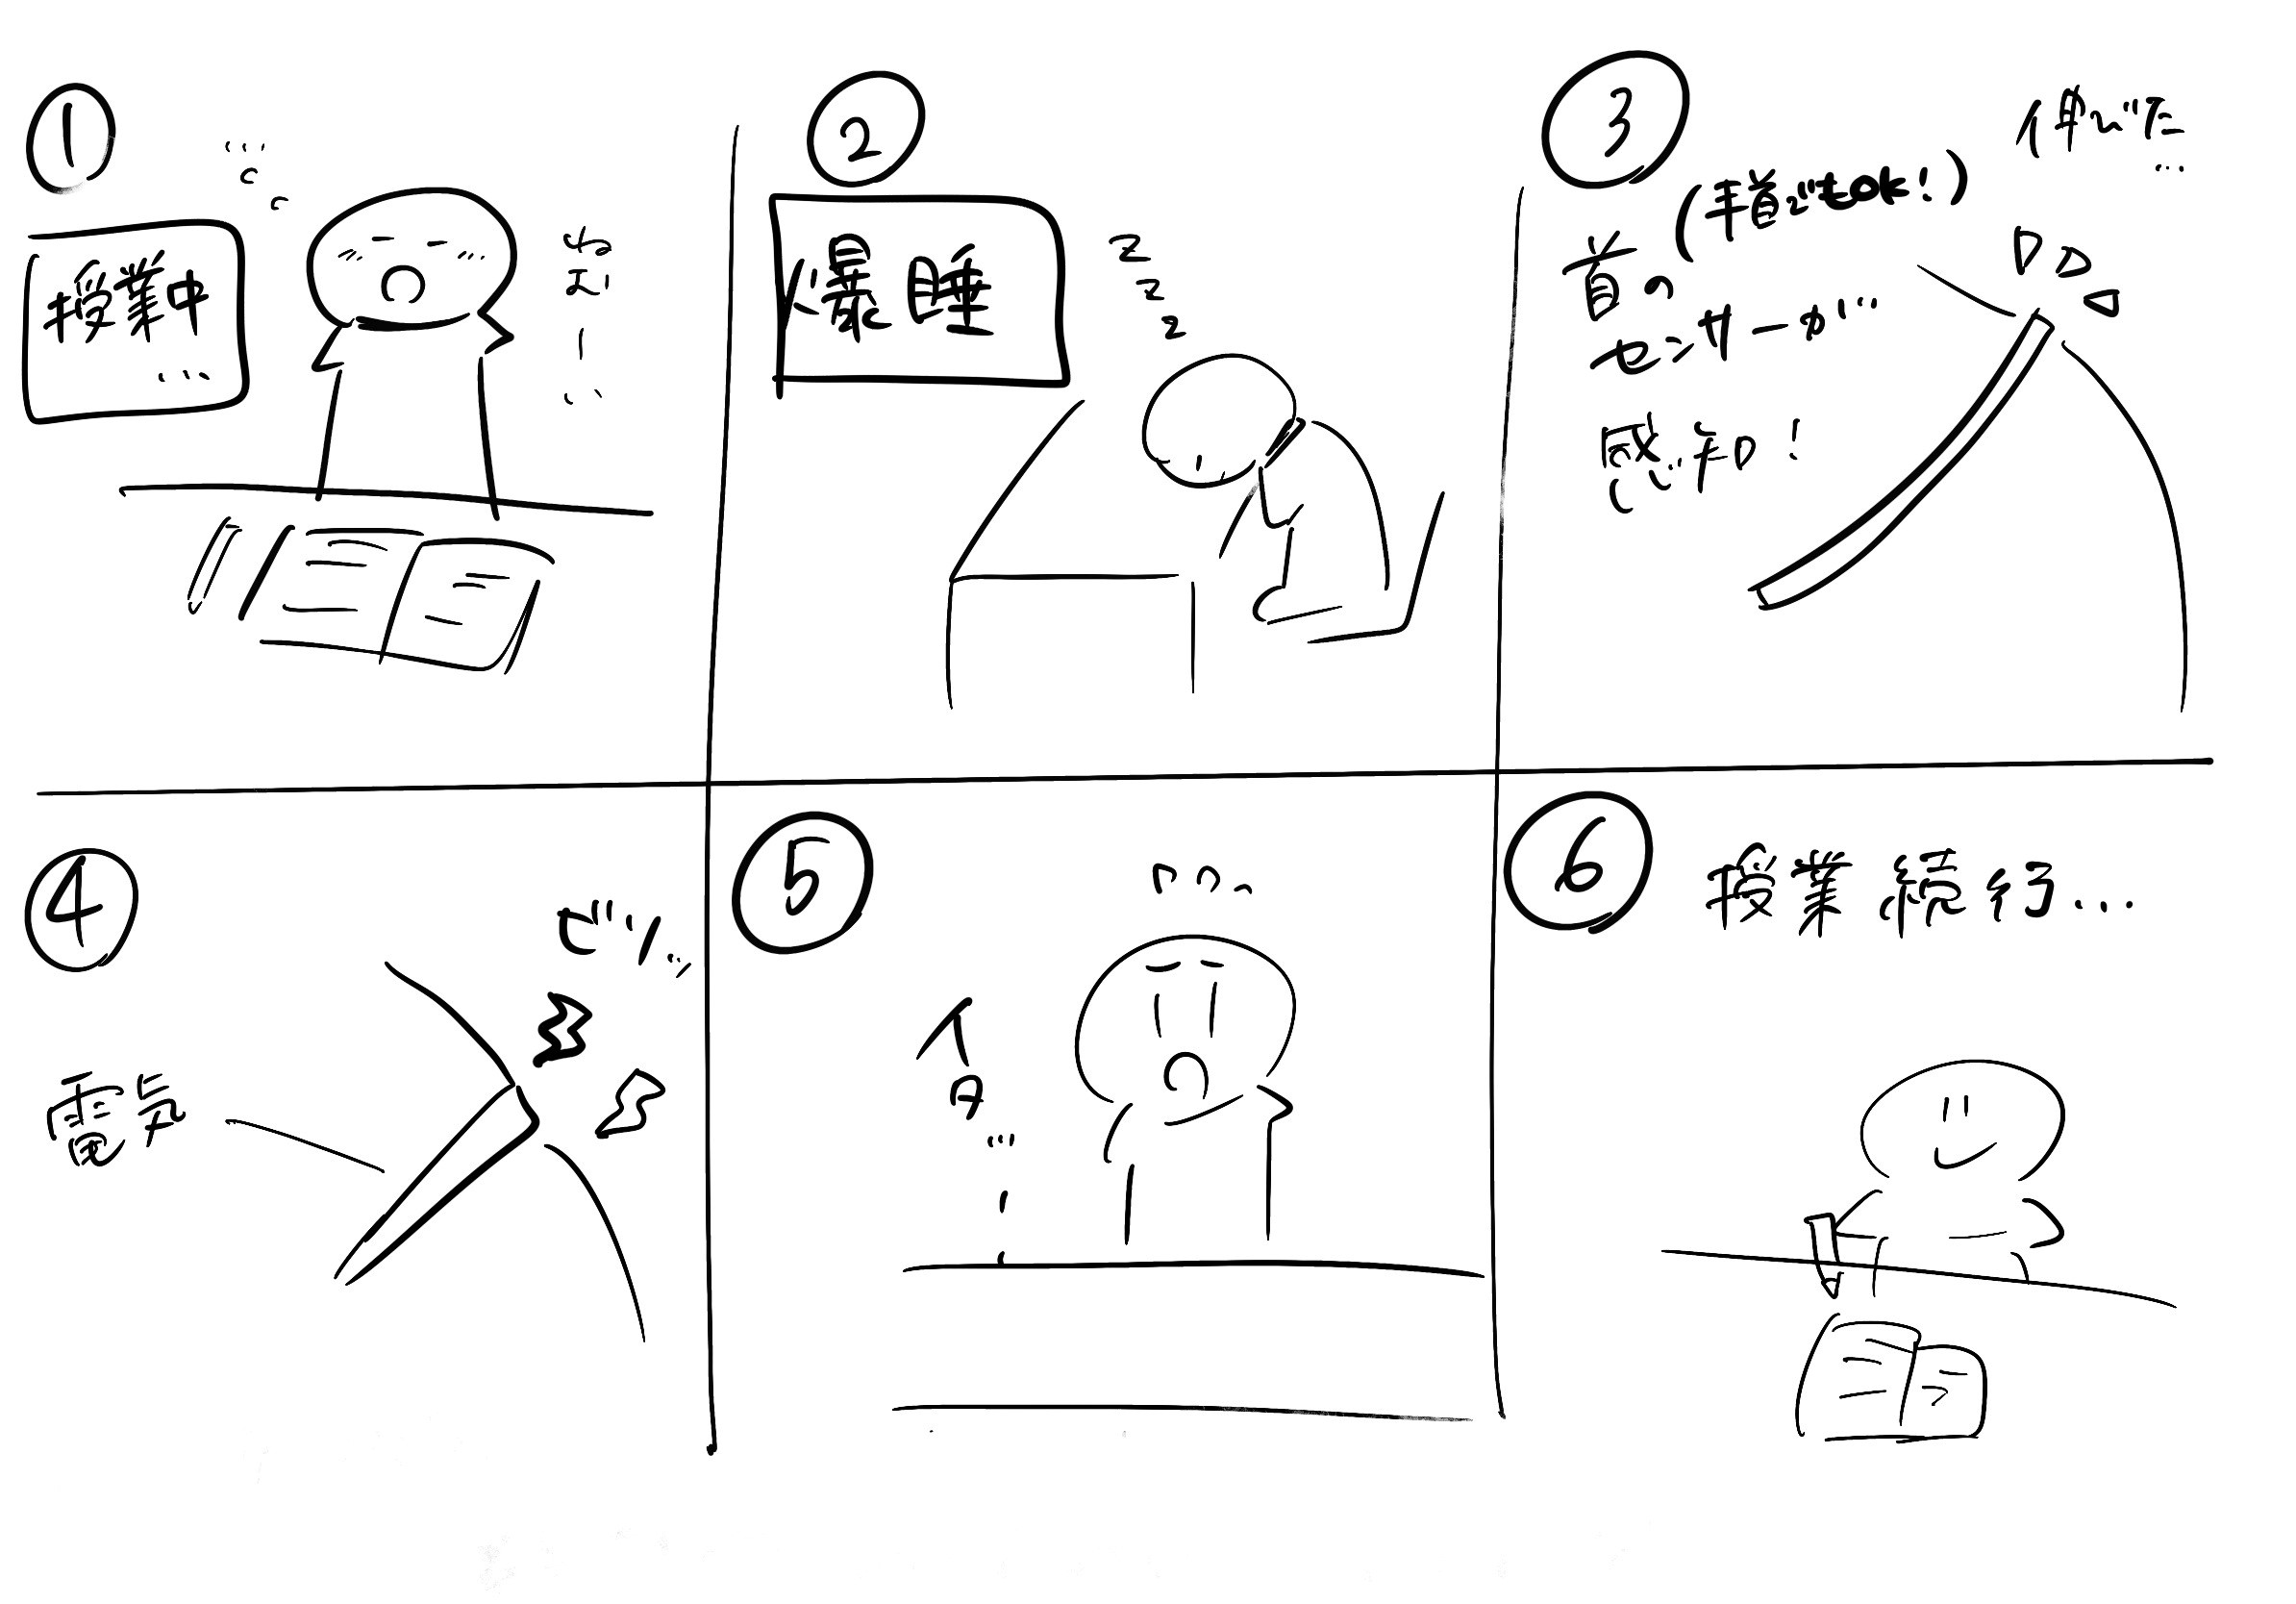 ①
授業中
…
ねむーい
②
爆睡
z
z
z
③
伸びた
…
(手首でもok!)
首の
センサーが
感知!
④
ビリッ
電気
⑤
イタ…!
⑥
授業続行…